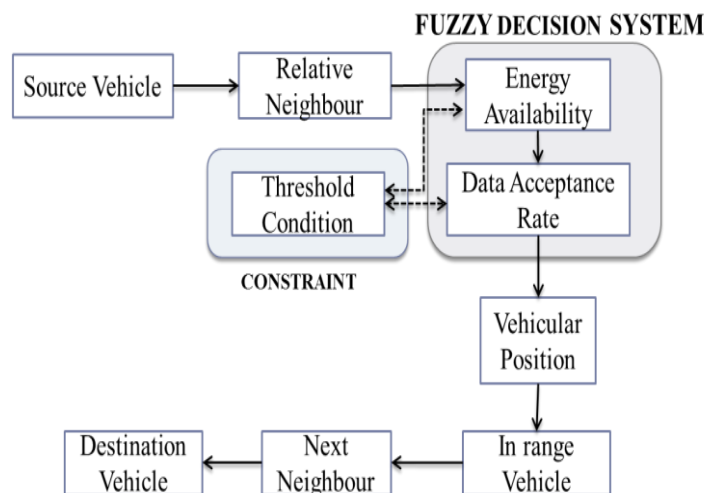 FUZZY DECISION SYSTEM
Source Vehicle
Relative
Neighbour
Energy
Availability
Threshold
Condition
Data Acceptance
Rate
CONSTRAINT
Vehicular
Position
Destination
Vehicle
Next
Neighbour
In range
Vehicle